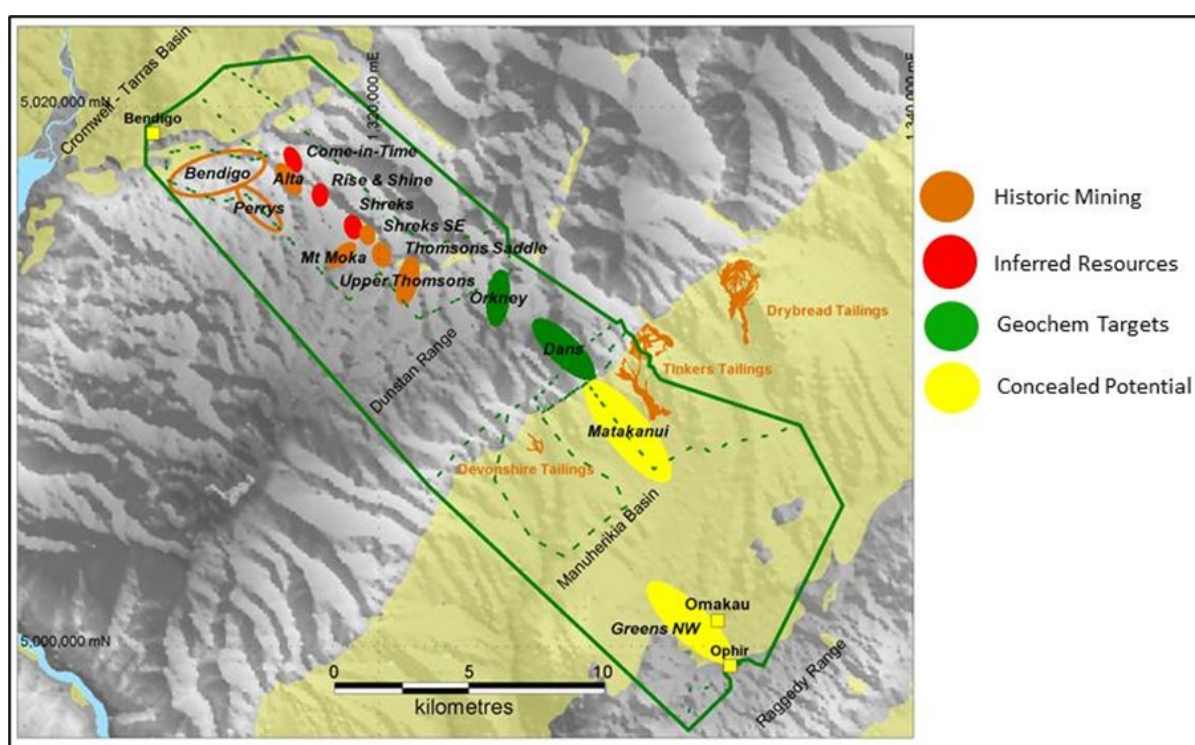 Cromwell - Tarras Basin
5,020,000 mN
1,320,000 mE
1,340,000 mE
Bendigo
Come-in-Time
Bendigo
Alta
Rise & Shine
Perrys
Shreks
Shreks SE
Mt Moka
Thomsons Saddle
Upper Thomsons
Orkney
Drybread Tailings
Dans
Tinkers Tailings
Dunstan Range
Matakanui
Devonshire Tailings
Manuherikia Basin
Omakau
Greens NW
5,000,000 mN
Ophir
Raggedy Range
0 5 10
kilometres
Historic Mining
Inferred Resources
Geochem Targets
Concealed Potential